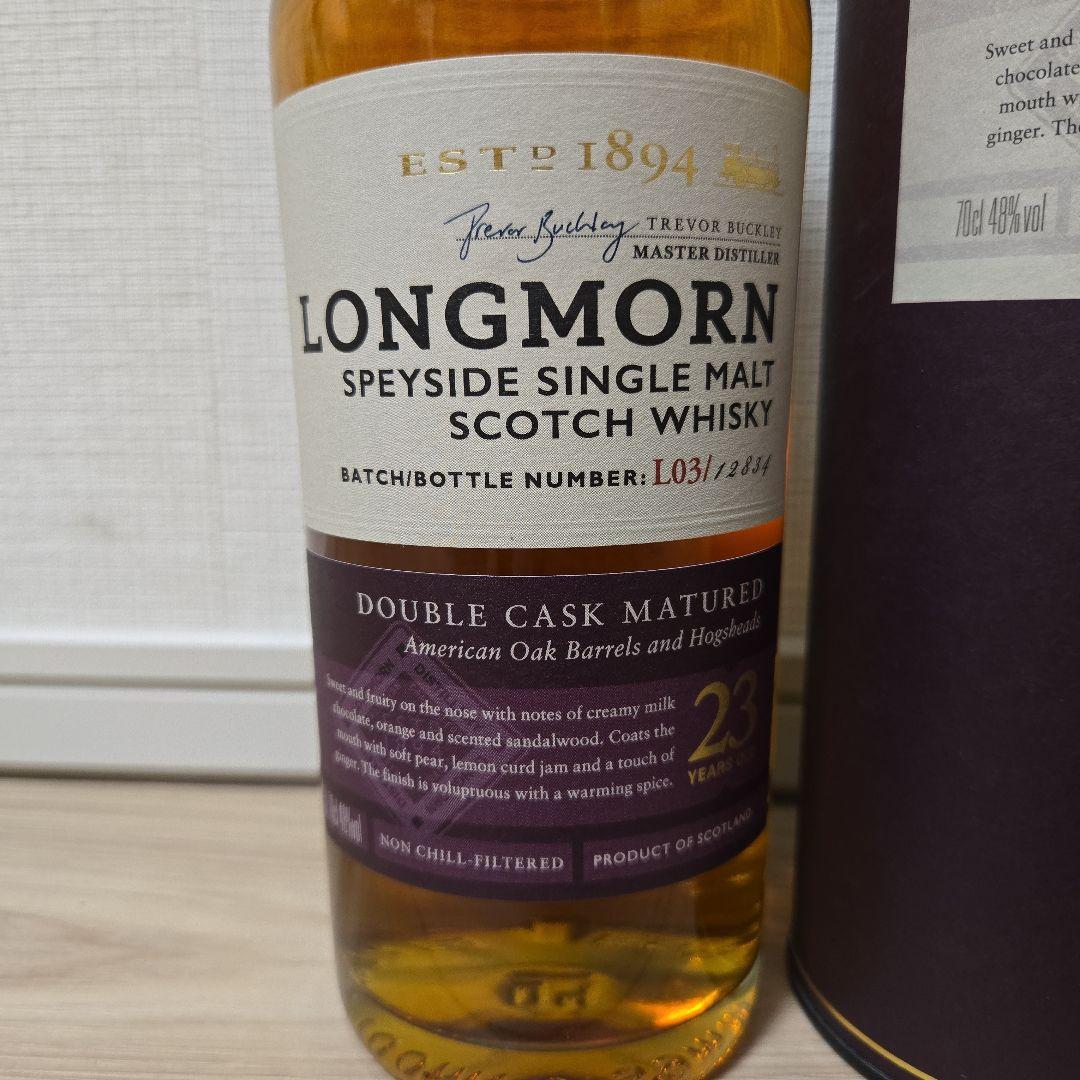 ESTD 1894
Trevor Buckley TREVOR BUCKLEY
MASTER DISTILLER
LONGMORN
SPEYSIDE SINGLE MALT
SCOTCH WHISKY
BATCH/BOTTLE NUMBER: L03/12834
DOUBLE CASK MATURED
American Oak Barrels and Hogsheads
Sweet and fruity on the nose with notes of creamy milk
chocolate, orange and scented sandalwood. Coats the
mouth with soft pear, lemon curd jam and a touch of
ginger. The finish is voluptuous with a warming spice.
23
YEARS OLD
48%vol
NON CHILL-FILTERED
PRODUCT OF SCOTLAND
Sweet and
chocolate
mouth
ginger. The
70cl 48%vol